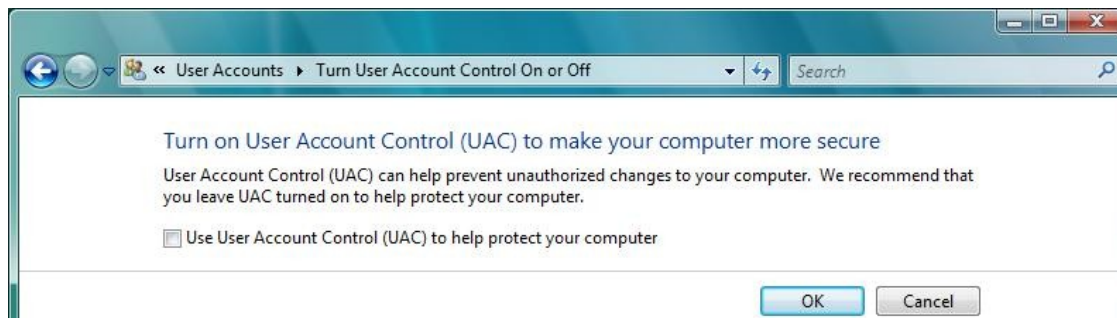 « User Accounts ▸ Turn User Account Control On or Off
Search
Turn on User Account Control (UAC) to make your computer more secure
User Account Control (UAC) can help prevent unauthorized changes to your computer.  We recommend that
you leave UAC turned on to help protect your computer.
Use User Account Control (UAC) to help protect your computer
OK
Cancel